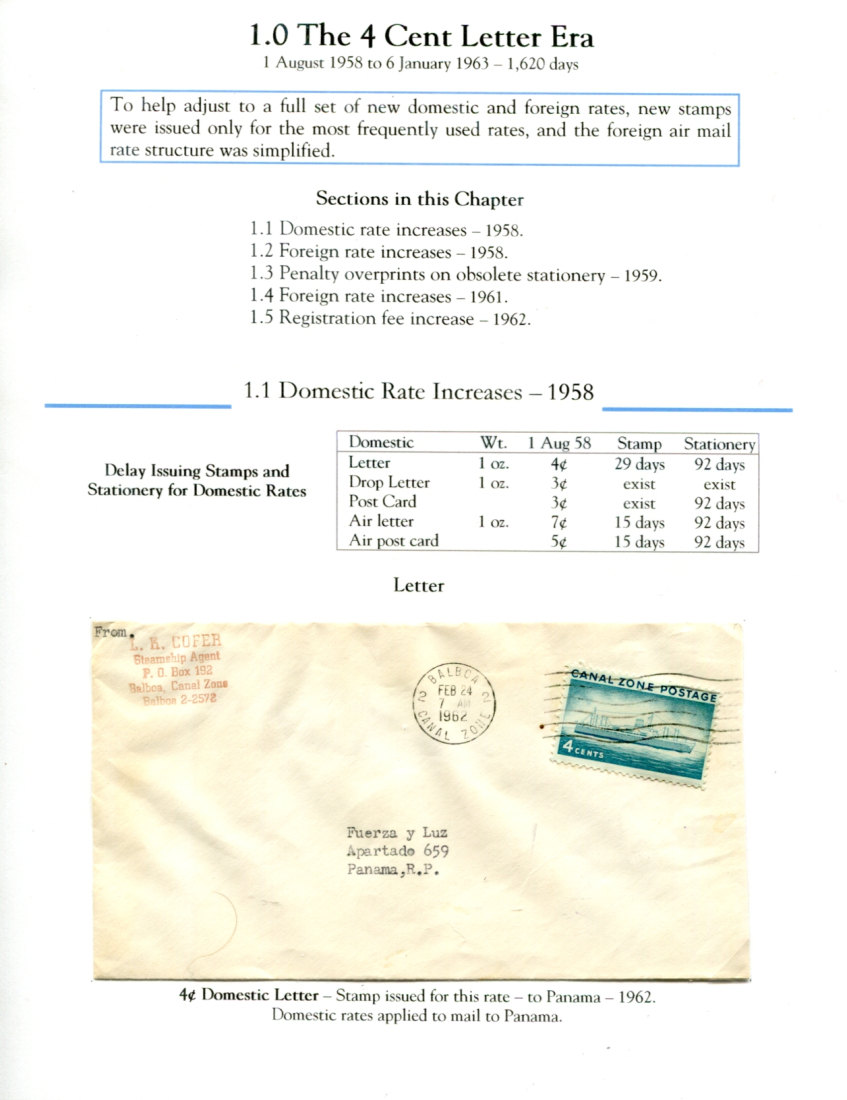 1.0 The 4 Cent Letter Era
1 August 1958 to 6 January 1963 – 1,620 days
To help adjust to a full set of new domestic and foreign rates, new stamps
were issued only for the most frequently used rates, and the foreign air mail
rate structure was simplified.
Sections in this Chapter
1.1 Domestic rate increases – 1958.
1.2 Foreign rate increases – 1958.
1.3 Penalty overprints on obsolete stationery – 1959.
1.4 Foreign rate increases – 1961.
1.5 Registration fee increase – 1962.
1.1 Domestic Rate Increases – 1958
Delay Issuing Stamps and
Stationery for Domestic Rates
Domestic Wt. 1 Aug 58 Stamp Stationery
Letter 1 oz. 4¢ 29 days 92 days
Drop Letter 1 oz. 3¢ exist exist
Post Card 3¢ exist 92 days
Air letter 1 oz. 7¢ 15 days 92 days
Air post card 5¢ 15 days 92 days
Letter
From.
L. K. COFER
Steamship Agent
P. O. Box 192
Balboa, Canal Zone
Balboa 2-2572
BALBOA
FEB 24
7 AM
1962
CANAL ZONE
2 2
CANAL ZONE POSTAGE
4 CENTS
Fuerza y Luz
Apartado 659
Panama,R.P.
4¢ Domestic Letter – Stamp issued for this rate – to Panama – 1962.
Domestic rates applied to mail to Panama.